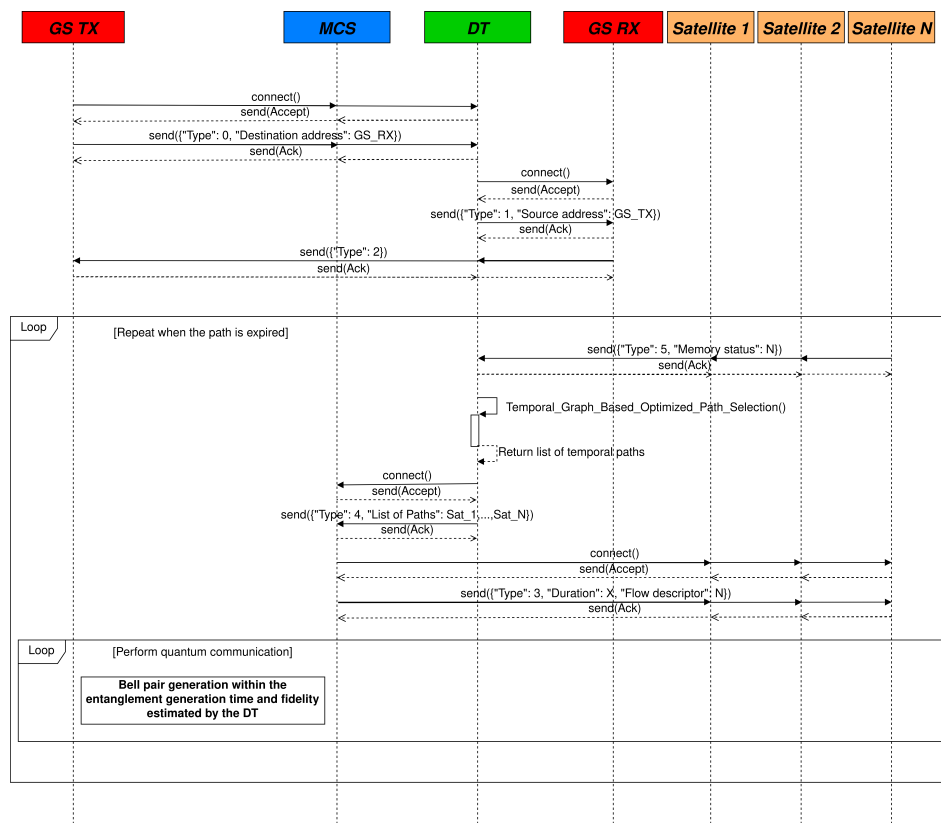 GS TX
MCS
DT
GS RX
Satellite 1
Satellite 2
Satellite N
connect()
send(Accept)
send({"Type": 0, "Destination address": GS_RX})
send(Ack)
connect()
send(Accept)
send({"Type": 1, "Source address": GS_TX})
send(Ack)
send({"Type": 2})
send(Ack)
Loop
[Repeat when the path is expired]
send({"Type": 5, "Memory status": N})
send(Ack)
Temporal_Graph_Based_Optimized_Path_Selection()
Return list of temporal paths
connect()
send(Accept)
send({"Type": 4, "List of Paths": Sat_1,...,Sat_N})
send(Ack)
connect()
send(Accept)
send({"Type": 3, "Duration": X, "Flow descriptor": N})
send(Ack)
Loop
[Perform quantum communication]
Bell pair generation within the
entanglement generation time and fidelity
estimated by the DT